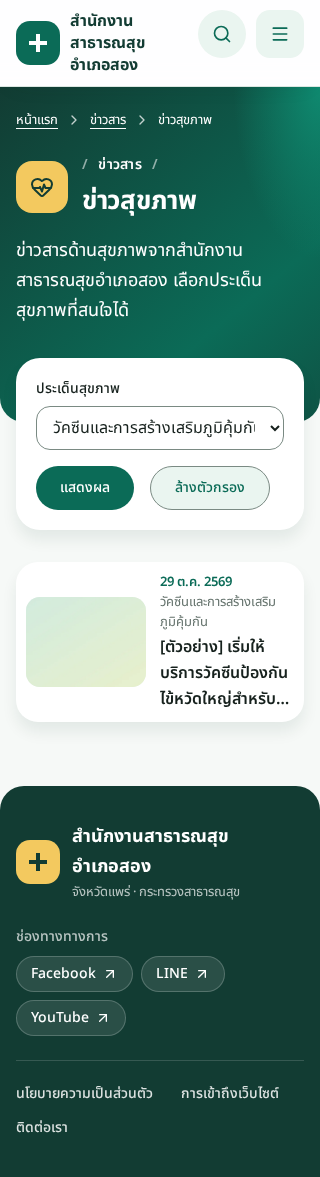 สำนักงาน
สาธารณสุข
อำเภอสอง
หน้าแรก > ข่าวสาร > ข่าวสุขภาพ
/ ข่าวสาร /
ข่าวสุขภาพ
ข่าวสารด้านสุขภาพจากสำนักงาน
สาธารณสุขอำเภอสอง เลือกประเด็น
สุขภาพที่สนใจได้
ประเด็นสุขภาพ
วัคซีนและการสร้างเสริมภูมิคุ้มกั
แสดงผล ล้างตัวกรอง
29 ต.ค. 2569
วัคซีนและการสร้างเสริม
ภูมิคุ้มกัน
[ตัวอย่าง] เริ่มให้
บริการวัคซีนป้องกัน
ไข้หวัดใหญ่สำหรับ...
สำนักงานสาธารณสุข
อำเภอสอง
จังหวัดแพร่ · กระทรวงสาธารณสุข
ช่องทางทางการ
Facebook LINE
YouTube
นโยบายความเป็นส่วนตัว การเข้าถึงเว็บไซต์
ติดต่อเรา